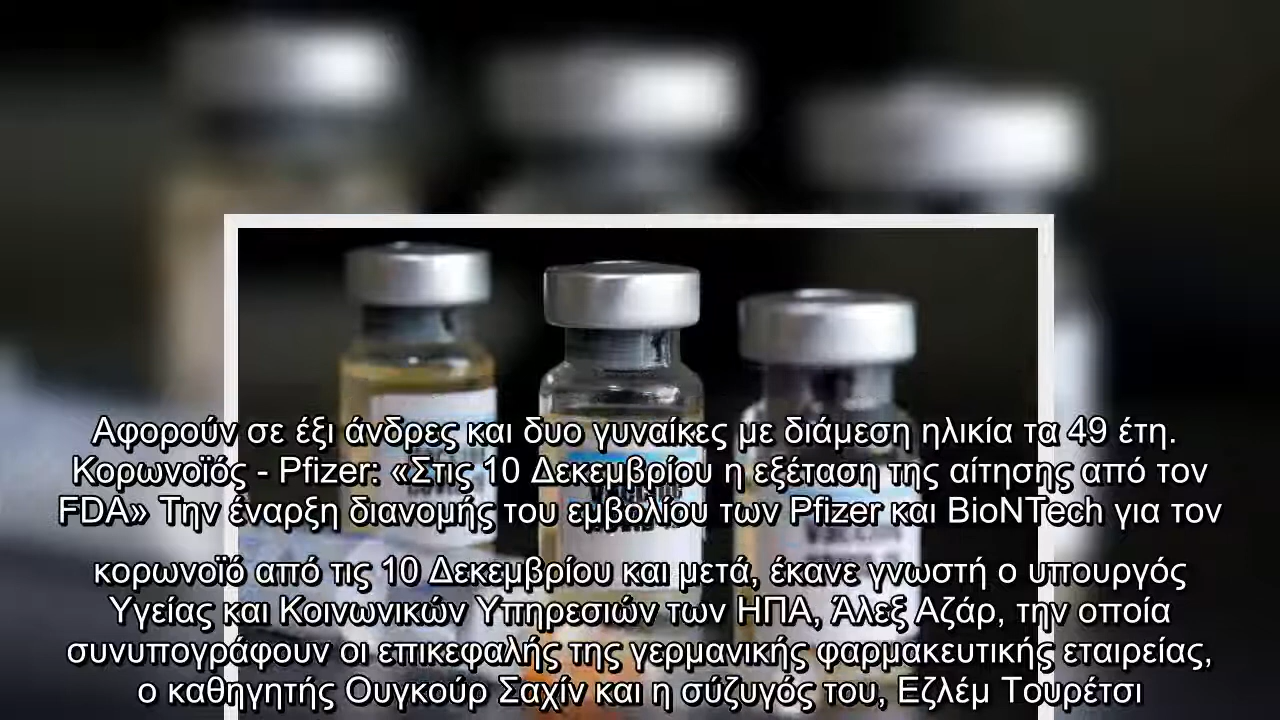 Αφορούν σε έξι άνδρες και δυο γυναίκες με διάμεση ηλικία τα 49 έτη.
Κορωνοϊός - Pfizer: «Στις 10 Δεκεμβρίου η εξέταση της αίτησης από τον
FDA» Την έναρξη διανομής του εμβολίου των Pfizer και BioNTech για τον
κορωνοϊό από τις 10 Δεκεμβρίου και μετά, έκανε γνωστή ο υπουργός
Υγείας και Κοινωνικών Υπηρεσιών των ΗΠΑ, Άλεξ Αζάρ, την οποία
συνυπογράφουν οι επικεφαλής της γερμανικής φαρμακευτικής εταιρείας,
ο καθηγητής Ουγκούρ Σαχίν και η σύζυγός του, Εζλέμ Τουρέτσι